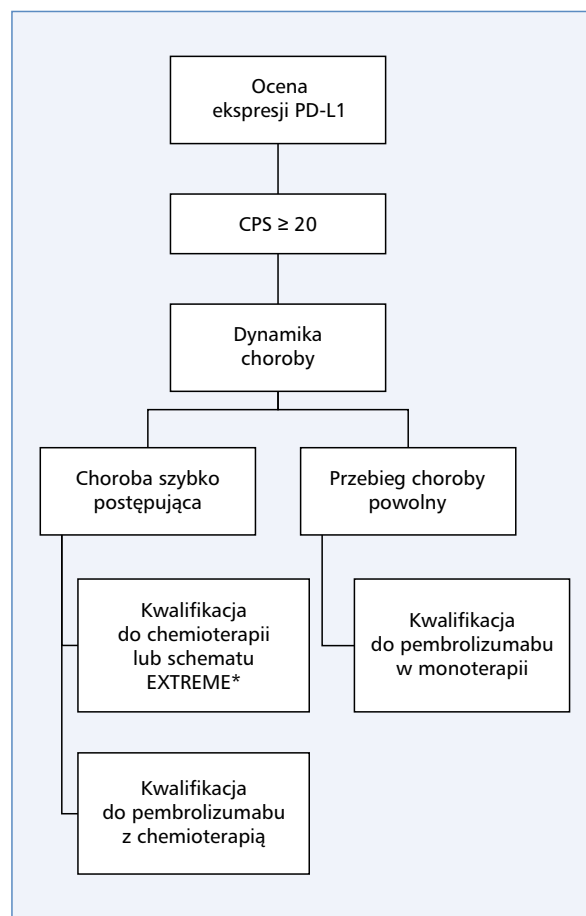 Ocena
ekspresji PD-L1
CPS ≥ 20
Dynamika
choroby
Choroba szybko
postępująca
Przebieg choroby
powolny
Kwalifikacja
do chemioterapii
lub schematu
EXTREME*
Kwalifikacja
do pembrolizumabu
w monoterapii
Kwalifikacja
do pembrolizumabu
z chemioterapią